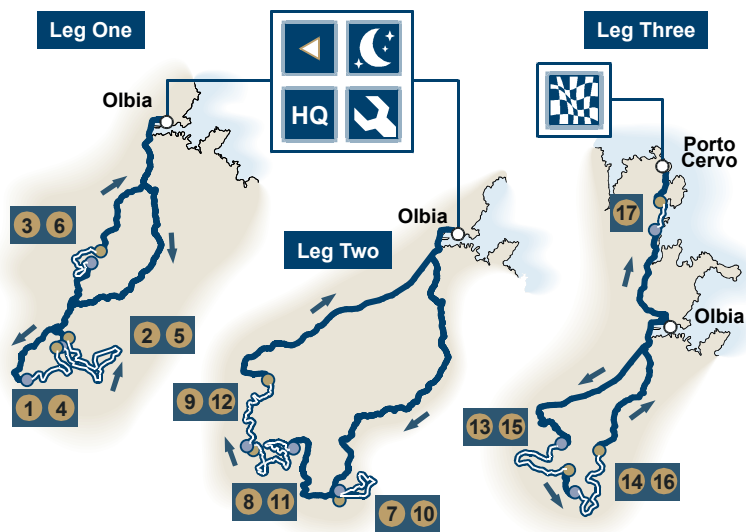 Leg One
Leg Three
Olbia
HQ
Porto
Cervo
17
3 6
Olbia
Leg Two
Olbia
2 5
1 4
9 12
13 15
8 11
7 10
14 16